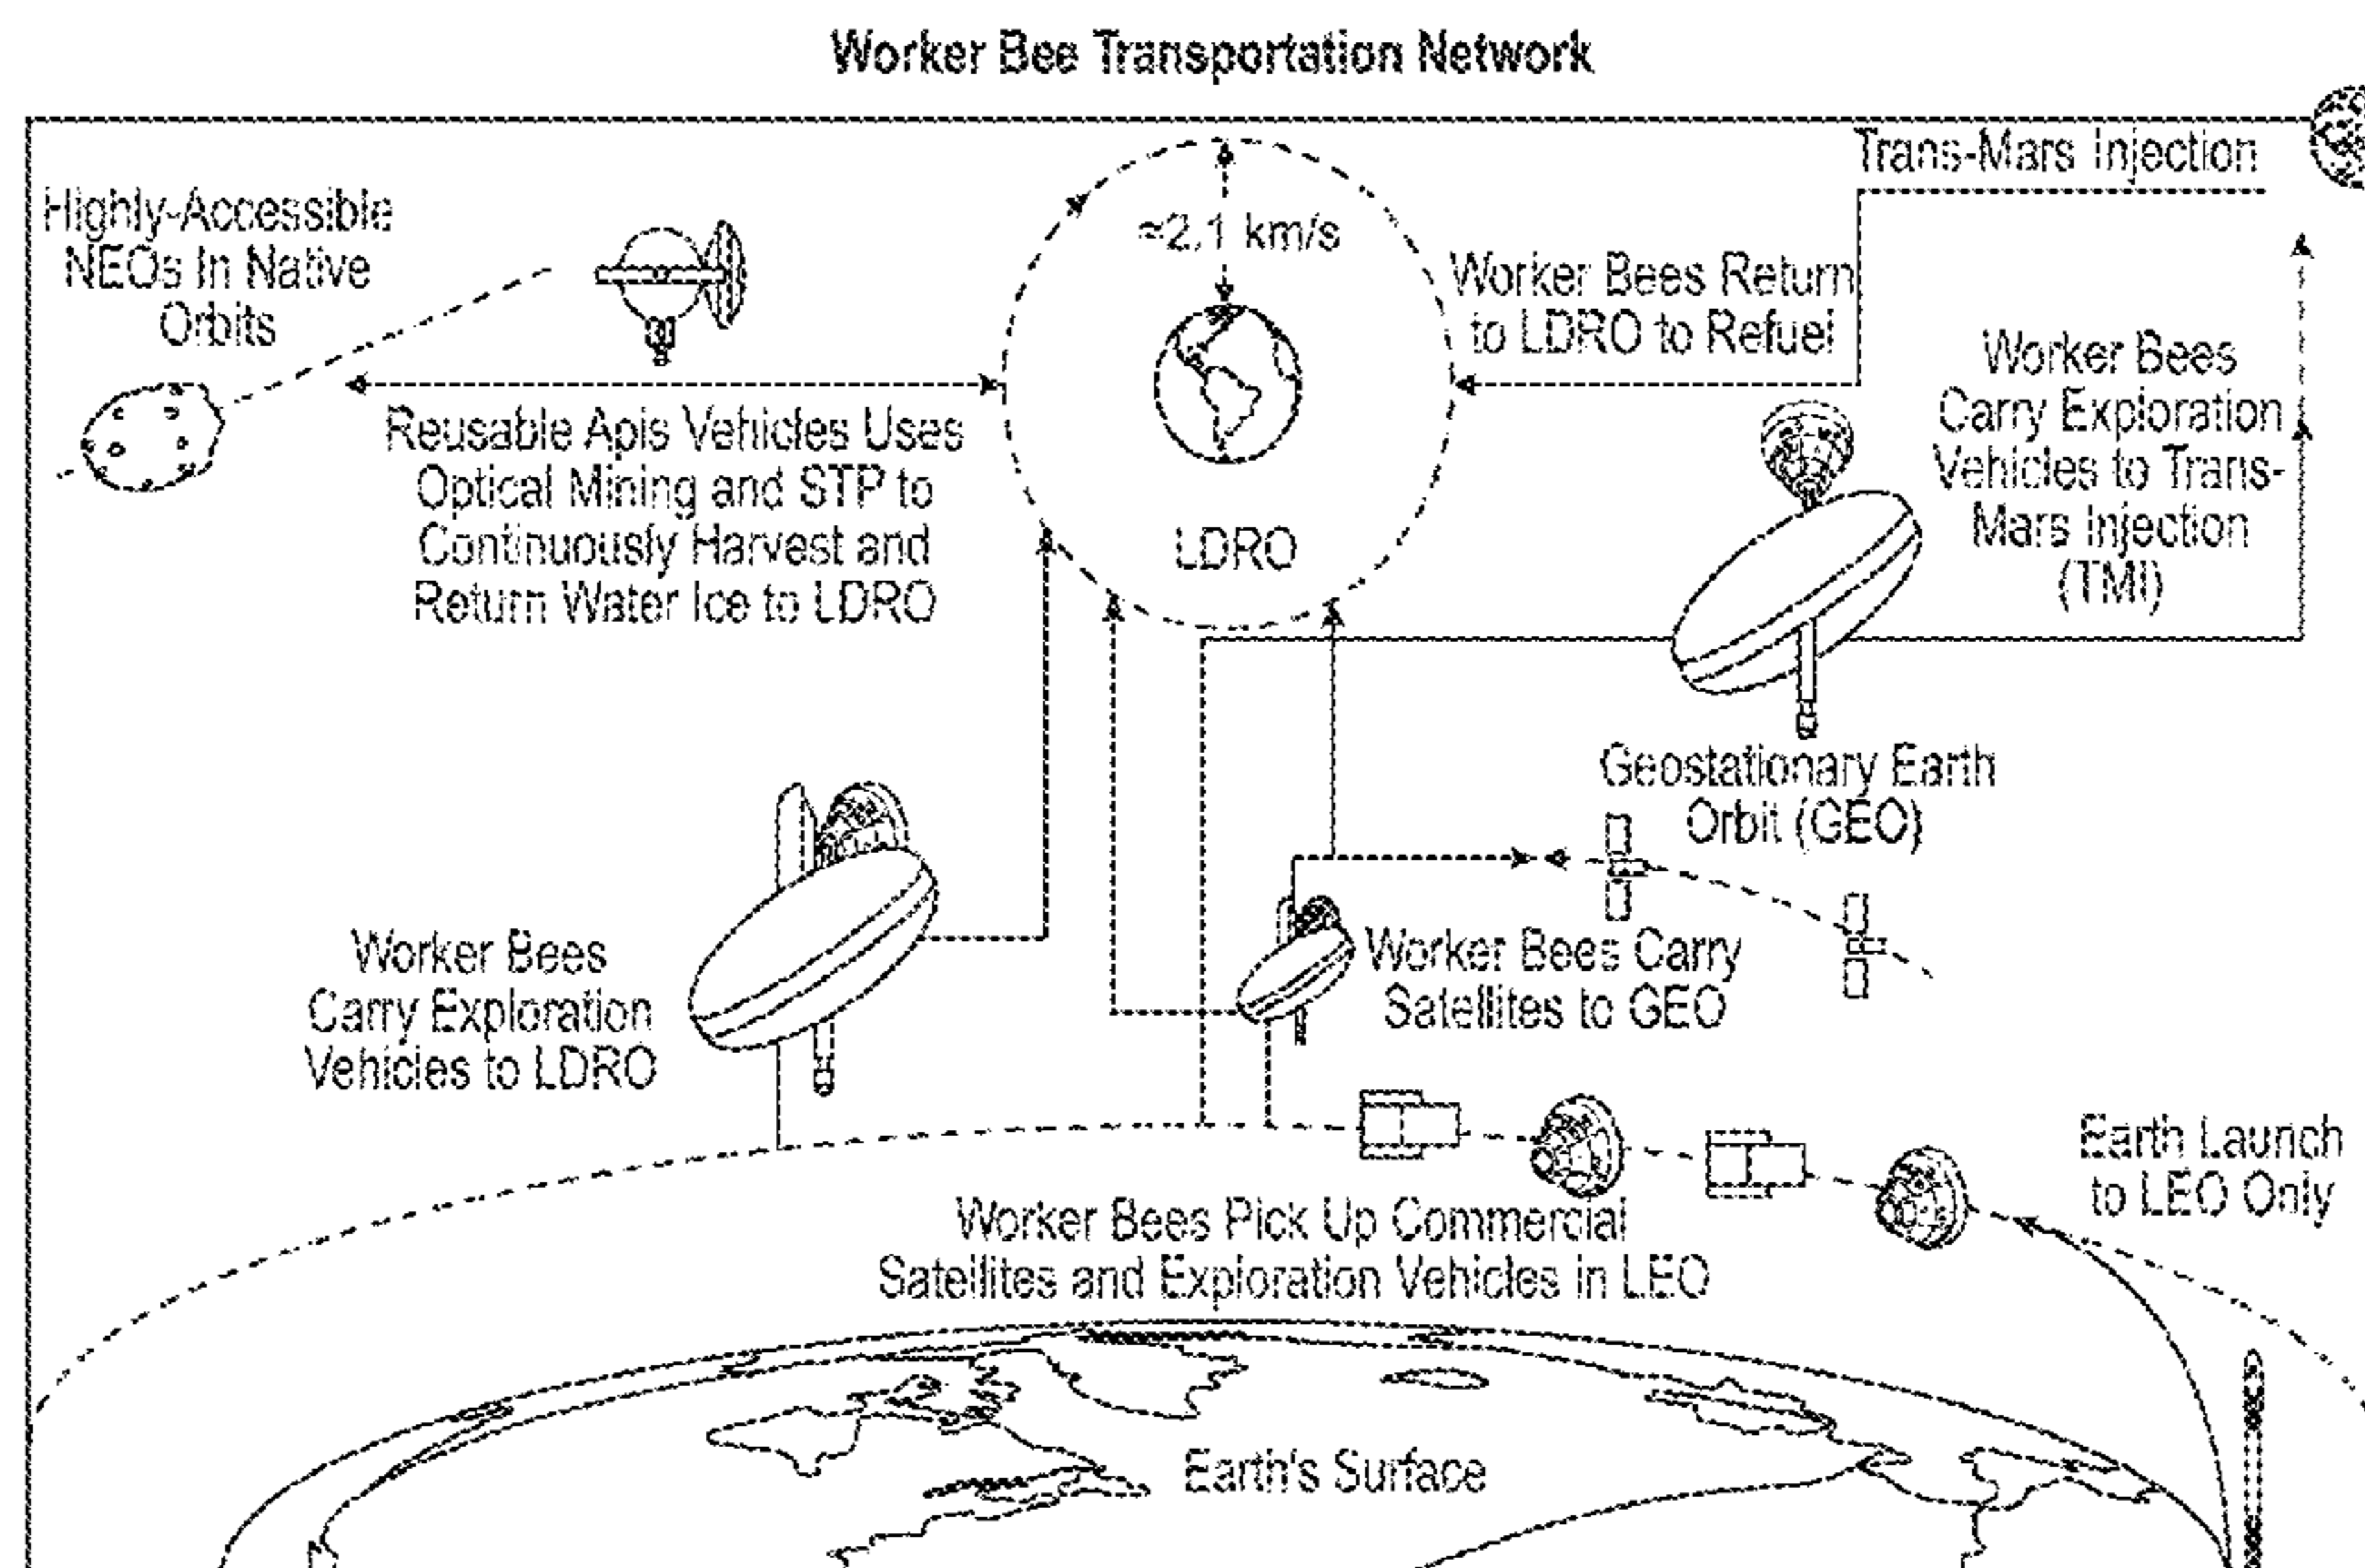 Worker Bee Transportation Network
Trans-Mars Injection
Highly-Accessible
NEOs In Native
Orbits
≈2.1 km/s
Worker Bees Return
to LDRO to Refuel
Worker Bees
Carry Exploration
Vehicles to Trans-
Mars Injection
(TMI)
Reusable Apis Vehicles Uses
Optical Mining and STP to
Continuously Harvest and
Return Water Ice to LDRO
LDRO
Geostationary Earth
Orbit (GEO)
Worker Bees
Carry Exploration
Vehicles to LDRO
Worker Bees Carry
Satellites to GEO
Earth Launch
to LEO Only
Worker Bees Pick Up Commercial
Satellites and Exploration Vehicles in LEO
Earth's Surface